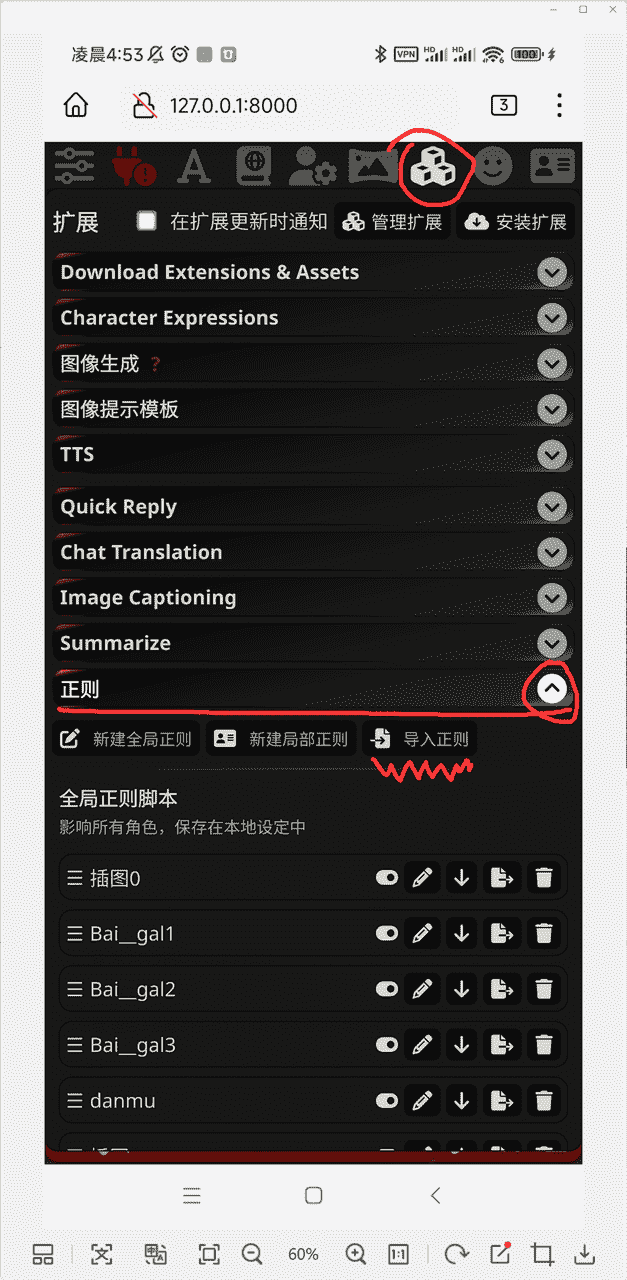 凌晨4:53
VPN HD HD 6 100
127.0.0.1:8000
3
扩展 在扩展更新时通知 管理扩展 安装扩展
Download Extensions & Assets
Character Expressions
图像生成 ?
图像提示模板
TTS
Quick Reply
Chat Translation
Image Captioning
Summarize
正则
新建全局正则 新建局部正则 导入正则
全局正则脚本
影响所有角色，保存在本地设定中
插图0
Bai__gal1
Bai__gal2
Bai__gal3
danmu
60% 1:1